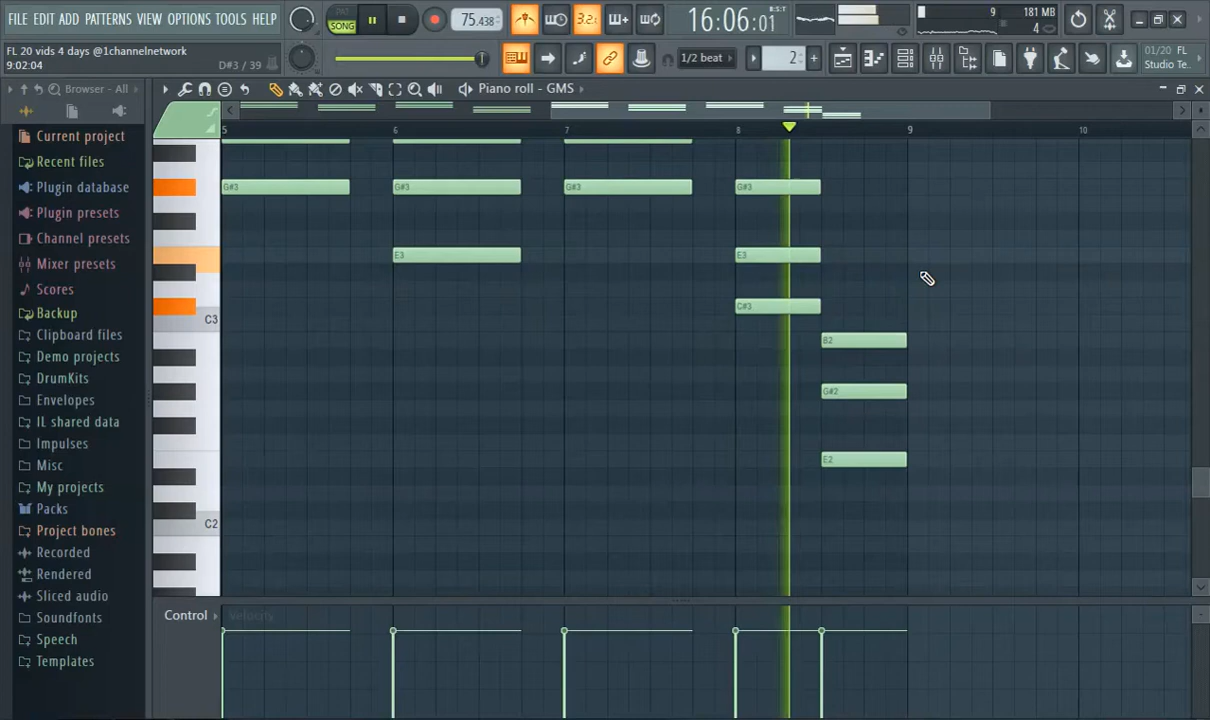 FILE EDIT ADD PATTERNS VIEW OPTIONS TOOLS HELP
FL 20 vids 4 days @1channelnetwork
9:02:04 D#3 / 39
PAT
SONG
75.438
3.2.
16:06:01
B:S:T
9
181 MB
4
1/2 beat
2
01/20 FL
Studio Te..
Browser - All
Piano roll - GMS
Current project
Recent files
Plugin database
Plugin presets
Channel presets
Mixer presets
Scores
Backup
Clipboard files
Demo projects
DrumKits
Envelopes
IL shared data
Impulses
Misc
My projects
Packs
Project bones
Recorded
Rendered
Sliced audio
Soundfonts
Speech
Templates
5 6 7 8 9 10
G#3 G#3 G#3 G#3
E3 E3
C#3
C3
B2
G#2
E2
C2
Control Velocity